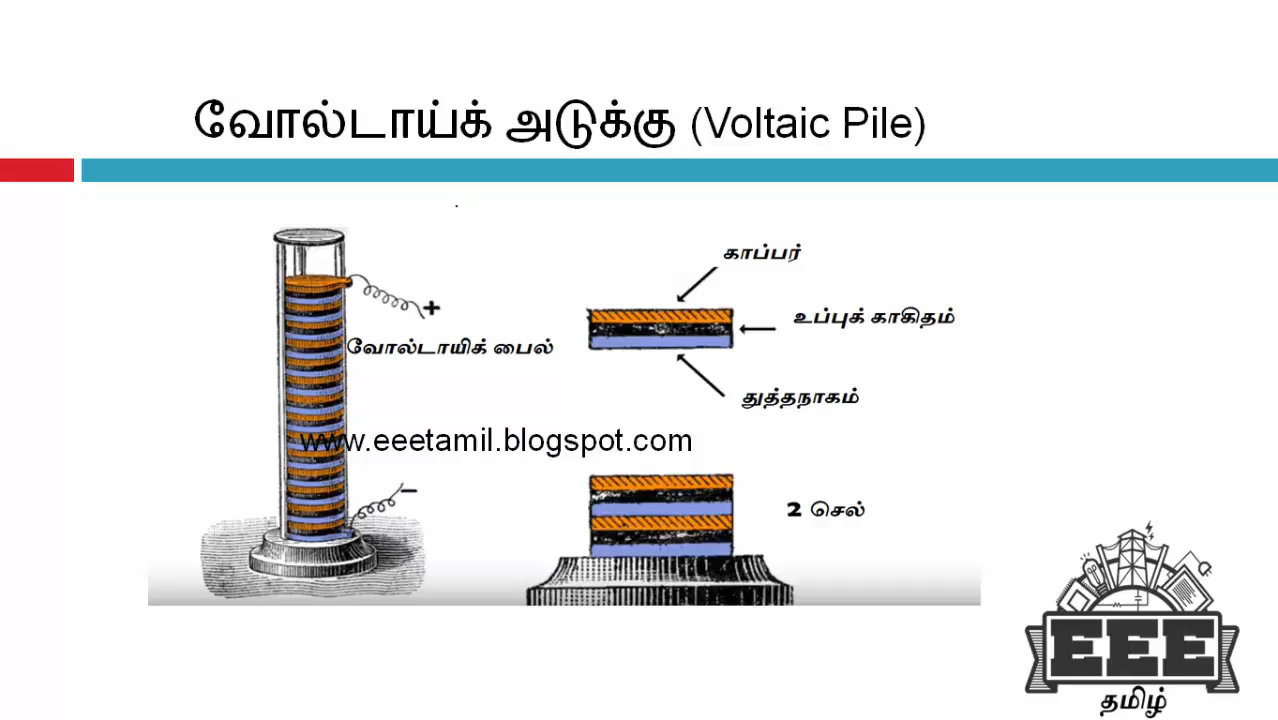 வோல்டாய்க் அடுக்கு (Voltaic Pile)
காப்பர்
+
உப்புக் காகிதம்
வோல்டாயிக் பைல்
துத்தநாகம்
www.eeetamil.blogspot.com
–
2 செல்
EEE
தமிழ்